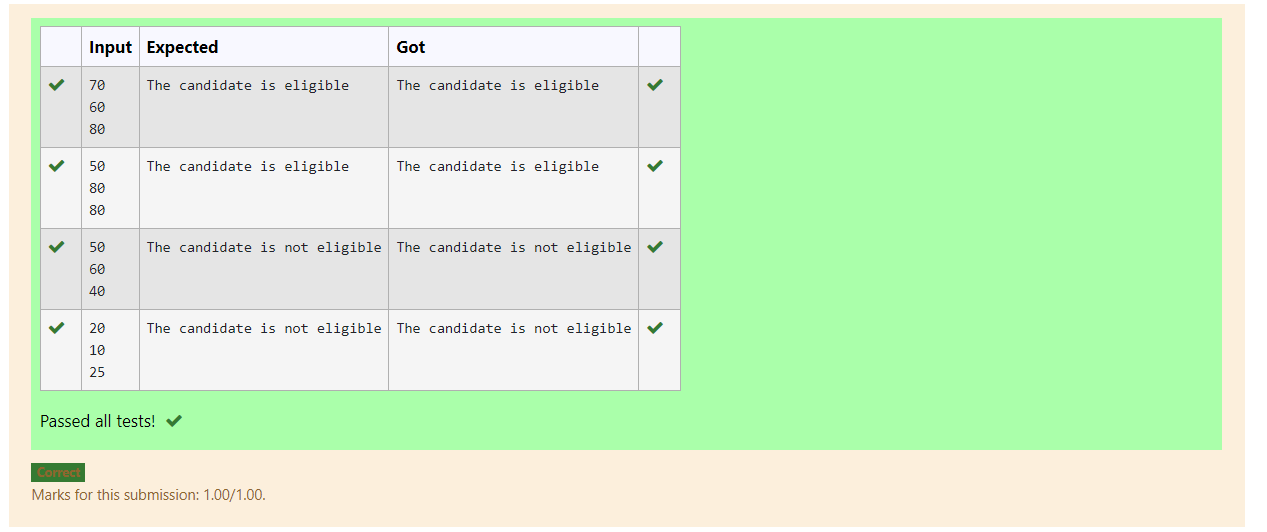 Input Expected Got
70 The candidate is eligible The candidate is eligible
60
80
50 The candidate is eligible The candidate is eligible
80
80
50 The candidate is not eligible The candidate is not eligible
60
40
20 The candidate is not eligible The candidate is not eligible
10
25
Passed all tests!
Correct
Marks for this submission: 1.00/1.00.